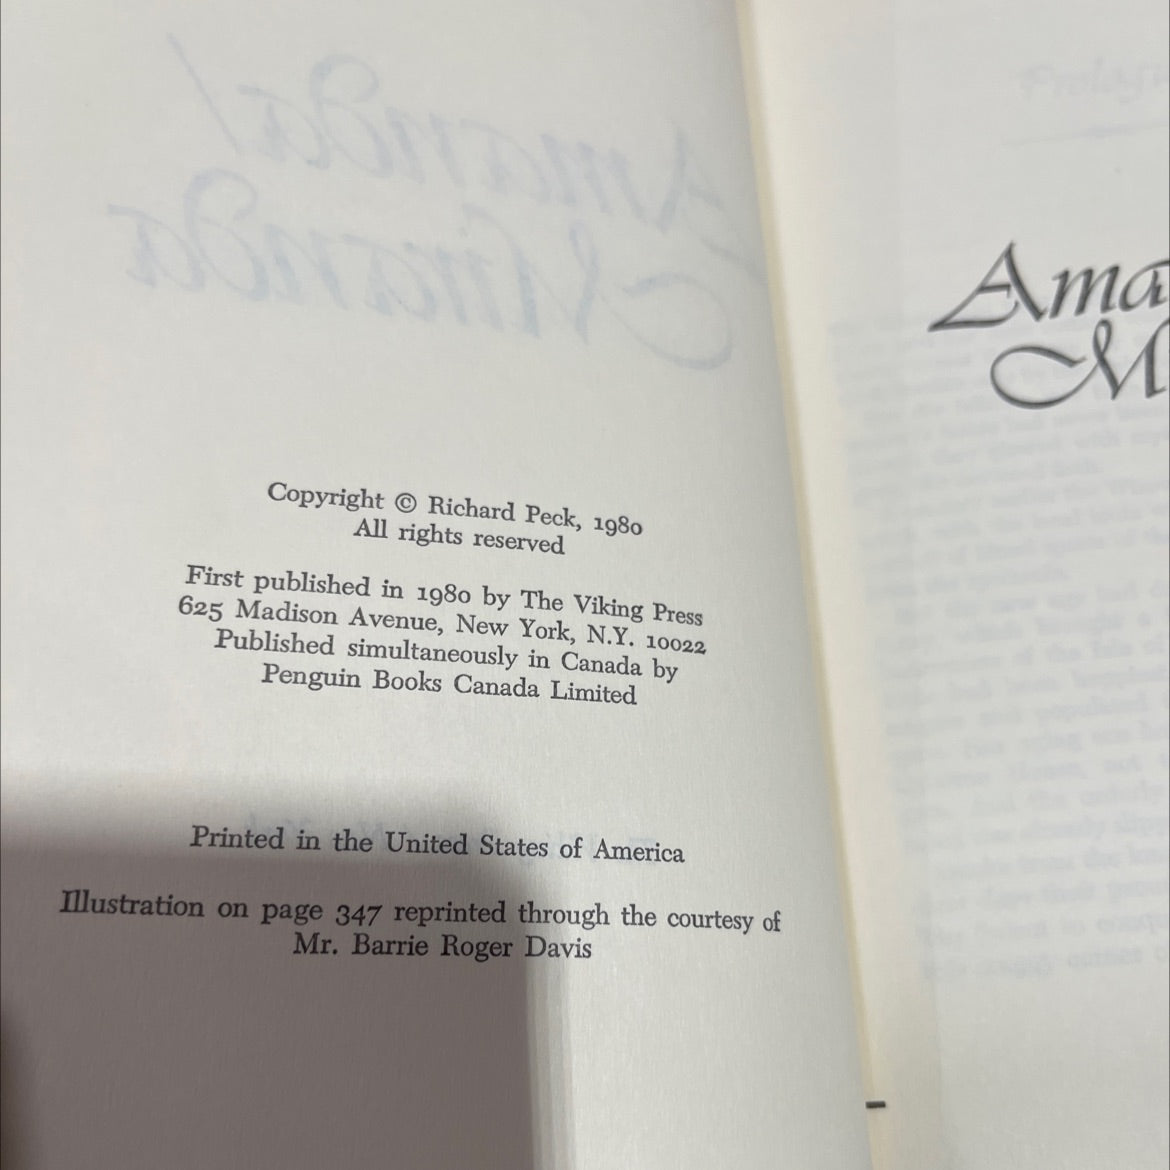 Copyright © Richard Peck, 1980
All rights reserved
First published in 1980 by The Viking Press
625 Madison Avenue, New York, N.Y. 10022
Published simultaneously in Canada by
Penguin Books Canada Limited
Printed in the United States of America
Illustration on page 347 reprinted through the courtesy of
Mr. Barrie Roger Davis
Ama
M